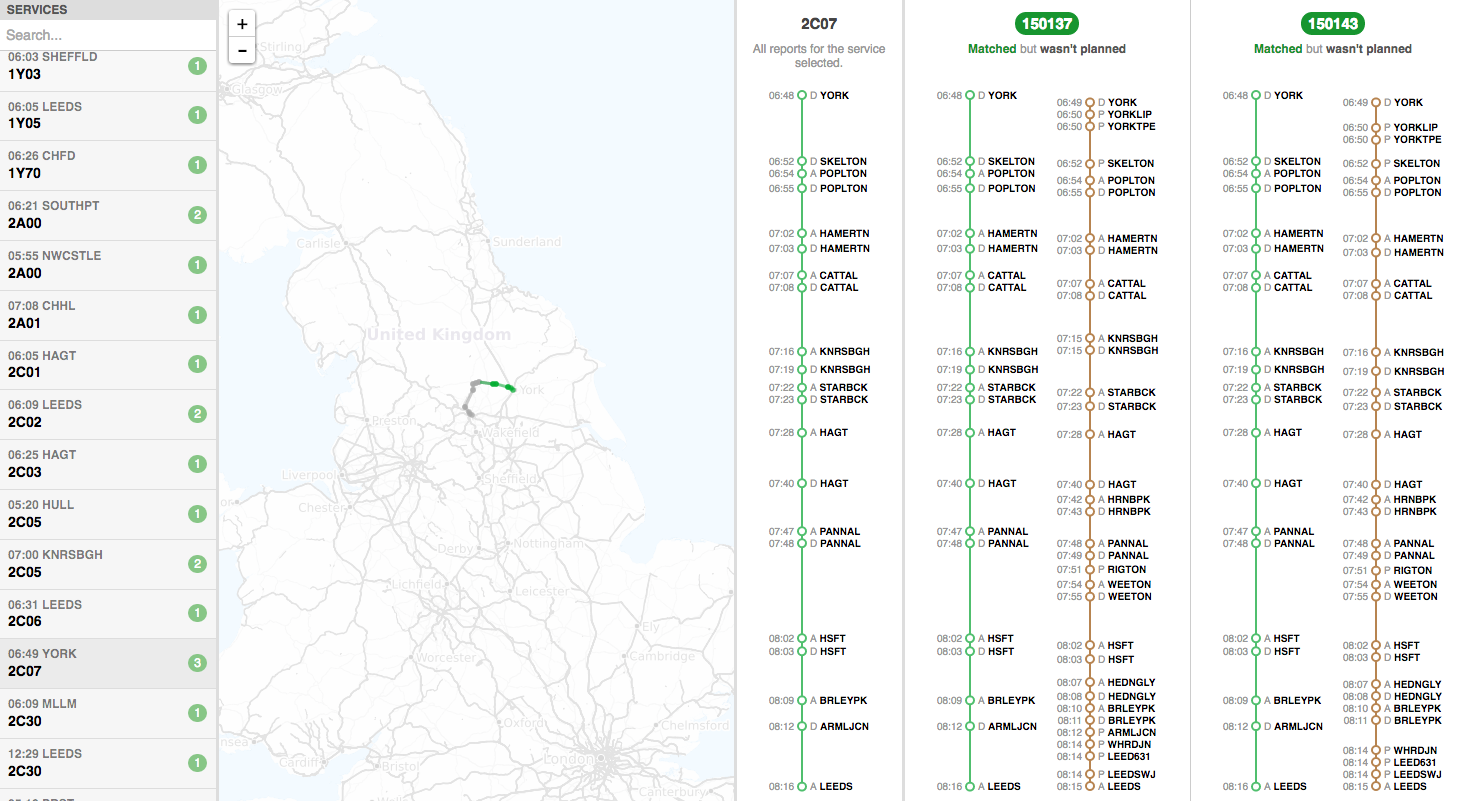 SERVICES
Search...
06:03 SHEFFLD
1Y03
1
06:05 LEEDS
1Y05
1
06:26 CHFD
1Y70
1
06:21 SOUTHPT
2A00
2
05:55 NWCSTLE
2A00
1
07:08 CHHL
2A01
1
06:05 HAGT
2C01
1
06:09 LEEDS
2C02
2
06:25 HAGT
2C03
1
05:20 HULL
2C05
1
07:00 KNRSBGH
2C05
2
06:31 LEEDS
2C06
1
06:49 YORK
2C07
3
06:09 MLLM
2C30
1
12:29 LEEDS
2C30
1
+
−
Stirling
Glasgow
Carlisle
Sunderland
United Kingdom
York
Preston
Wakefield
Liverpool
Sheffield
Chester
Derby
Nottingham
Lichfield
Leicester
Ely
Worcester
Cambridge
Oxford
Chelmsford
nsea
Cardiff
Bristol
London
Canterbury
2C07
All reports for the service
selected.
06:48 D YORK
06:52 D SKELTON
06:54 A POPLTON
06:55 D POPLTON
07:02 A HAMERTN
07:03 D HAMERTN
07:07 A CATTAL
07:08 D CATTAL
07:16 A KNRSBGH
07:19 D KNRSBGH
07:22 A STARBCK
07:23 D STARBCK
07:28 A HAGT
07:40 D HAGT
07:47 A PANNAL
07:48 D PANNAL
08:02 A HSFT
08:03 D HSFT
08:09 A BRLEYPK
08:12 D ARMLJCN
08:16 A LEEDS
150137
Matched but wasn't planned
06:48 D YORK
06:52 D SKELTON
06:54 A POPLTON
06:55 D POPLTON
07:02 A HAMERTN
07:03 D HAMERTN
07:07 A CATTAL
07:08 D CATTAL
07:16 A KNRSBGH
07:19 D KNRSBGH
07:22 A STARBCK
07:23 D STARBCK
07:28 A HAGT
07:40 D HAGT
07:47 A PANNAL
07:48 D PANNAL
08:02 A HSFT
08:03 D HSFT
08:09 A BRLEYPK
08:12 D ARMLJCN
08:16 A LEEDS
06:49 D YORK
06:50 P YORKLIP
06:50 P YORKTPE
06:52 P SKELTON
06:54 A POPLTON
06:55 D POPLTON
07:02 A HAMERTN
07:03 D HAMERTN
07:07 A CATTAL
07:08 D CATTAL
07:15 A KNRSBGH
07:15 D KNRSBGH
07:22 A STARBCK
07:23 D STARBCK
07:28 A HAGT
07:40 D HAGT
07:42 A HRNBPK
07:43 D HRNBPK
07:48 A PANNAL
07:49 D PANNAL
07:51 P RIGTON
07:54 A WEETON
07:55 D WEETON
08:02 A HSFT
08:03 D HSFT
08:07 A HEDNGLY
08:08 D HEDNGLY
08:10 A BRLEYPK
08:11 D BRLEYPK
08:12 P ARMLJCN
08:14 P WHRDJN
08:14 P LEED631
08:14 P LEEDSWJ
08:15 A LEEDS
150143
Matched but wasn't planned
06:48 D YORK
06:52 D SKELTON
06:54 A POPLTON
06:55 D POPLTON
07:02 A HAMERTN
07:03 D HAMERTN
07:07 A CATTAL
07:08 D CATTAL
07:16 A KNRSBGH
07:19 D KNRSBGH
07:22 A STARBCK
07:23 D STARBCK
07:28 A HAGT
07:40 D HAGT
07:47 A PANNAL
07:48 D PANNAL
08:02 A HSFT
08:03 D HSFT
08:09 A BRLEYPK
08:12 D ARMLJCN
08:16 A LEEDS
06:49 D YORK
06:50 P YORKLIP
06:50 P YORKTPE
06:52 P SKELTON
06:54 A POPLTON
06:55 D POPLTON
07:02 A HAMERTN
07:03 D HAMERTN
07:07 A CATTAL
07:08 D CATTAL
07:16 A KNRSBGH
07:19 D KNRSBGH
07:22 A STARBCK
07:23 D STARBCK
07:28 A HAGT
07:40 D HAGT
07:42 A HRNBPK
07:43 D HRNBPK
07:48 A PANNAL
07:49 D PANNAL
07:51 P RIGTON
07:54 A WEETON
07:55 D WEETON
08:02 A HSFT
08:03 D HSFT
08:07 A HEDNGLY
08:08 D HEDNGLY
08:10 A BRLEYPK
08:11 D BRLEYPK
08:14 P WHRDJN
08:14 P LEED631
08:14 P LEEDSWJ
08:15 A LEEDS